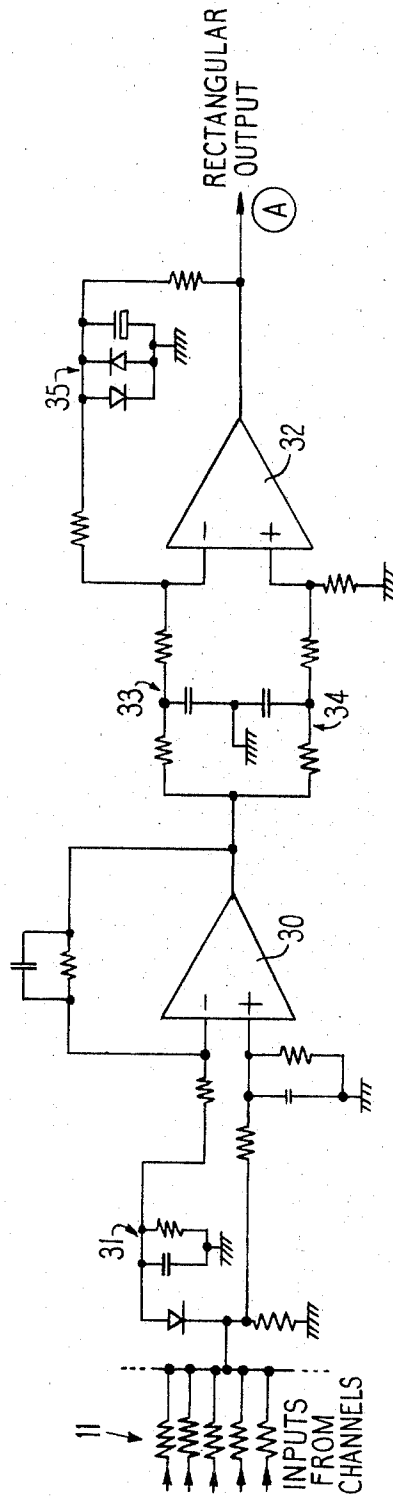 11
INPUTS
FROM
CHANNELS
31
−
+
30
33
34
−
+
32
35
RECTANGULAR
OUTPUT
A